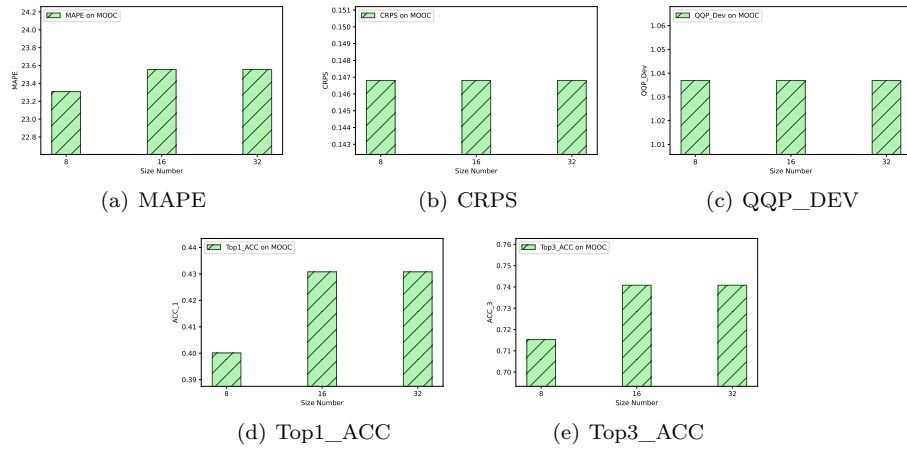 MAPE on MOOC
24.2
24.0
23.8
23.6
23.4
23.2
23.0
22.8
MAPE
8
16
32
Size Number
(a) MAPE
CRPS on MOOC
0.151
0.150
0.149
0.148
0.147
0.146
0.145
0.144
0.143
CRPS
8
16
32
Size Number
(b) CRPS
QQP_Dev on MOOC
1.06
1.05
1.04
1.03
1.02
1.01
QQP_Dev
8
16
32
Size Number
(c) QQP_DEV
Top1_ACC on MOOC
0.44
0.43
0.42
0.41
0.40
0.39
ACC_1
8
16
32
Size Number
(d) Top1_ACC
Top3_ACC on MOOC
0.76
0.75
0.74
0.73
0.72
0.71
0.70
ACC_3
8
16
32
Size Number
(e) Top3_ACC